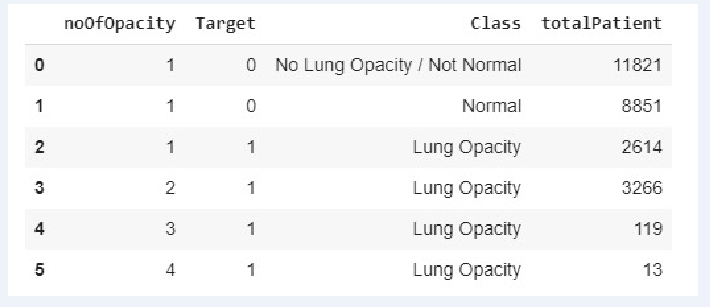 noOfOpacity Target Class totalPatient
0 1 0 No Lung Opacity / Not Normal 11821
1 1 0 Normal 8851
2 1 1 Lung Opacity 2614
3 2 1 Lung Opacity 3266
4 3 1 Lung Opacity 119
5 4 1 Lung Opacity 13